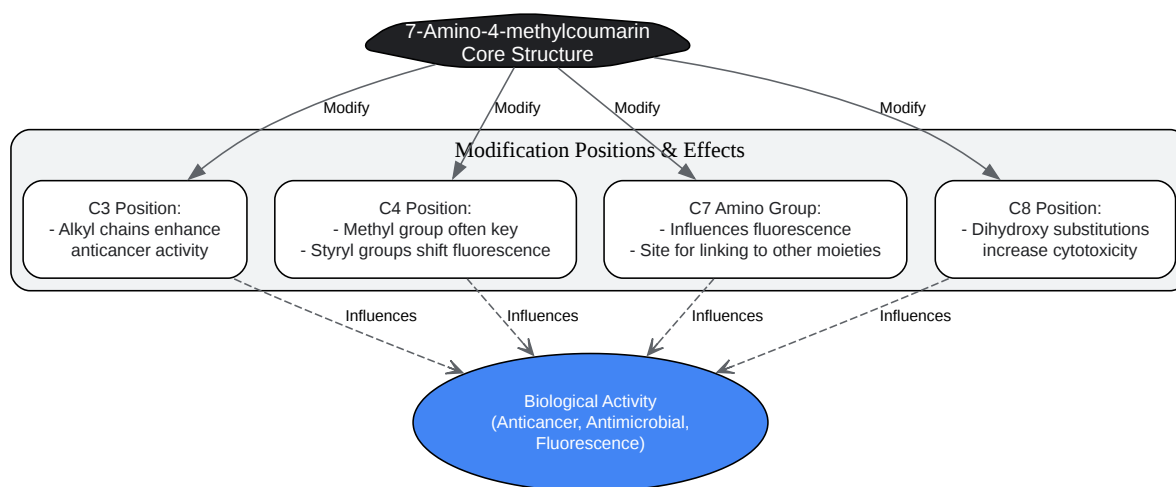 7-Amino-4-methylcoumarin
Core Structure
Modify
Modify
Modify
Modify
Modification Positions & Effects
C3 Position:
- Alkyl chains enhance
anticancer activity
C4 Position:
- Methyl group often key
- Styryl groups shift fluorescence
C7 Amino Group:
- Influences fluorescence
- Site for linking to other moieties
C8 Position:
- Dihydroxy substitutions
increase cytotoxicity
Influences
Influences
Influences
Influences
Biological Activity
(Anticancer, Antimicrobial,
Fluorescence)